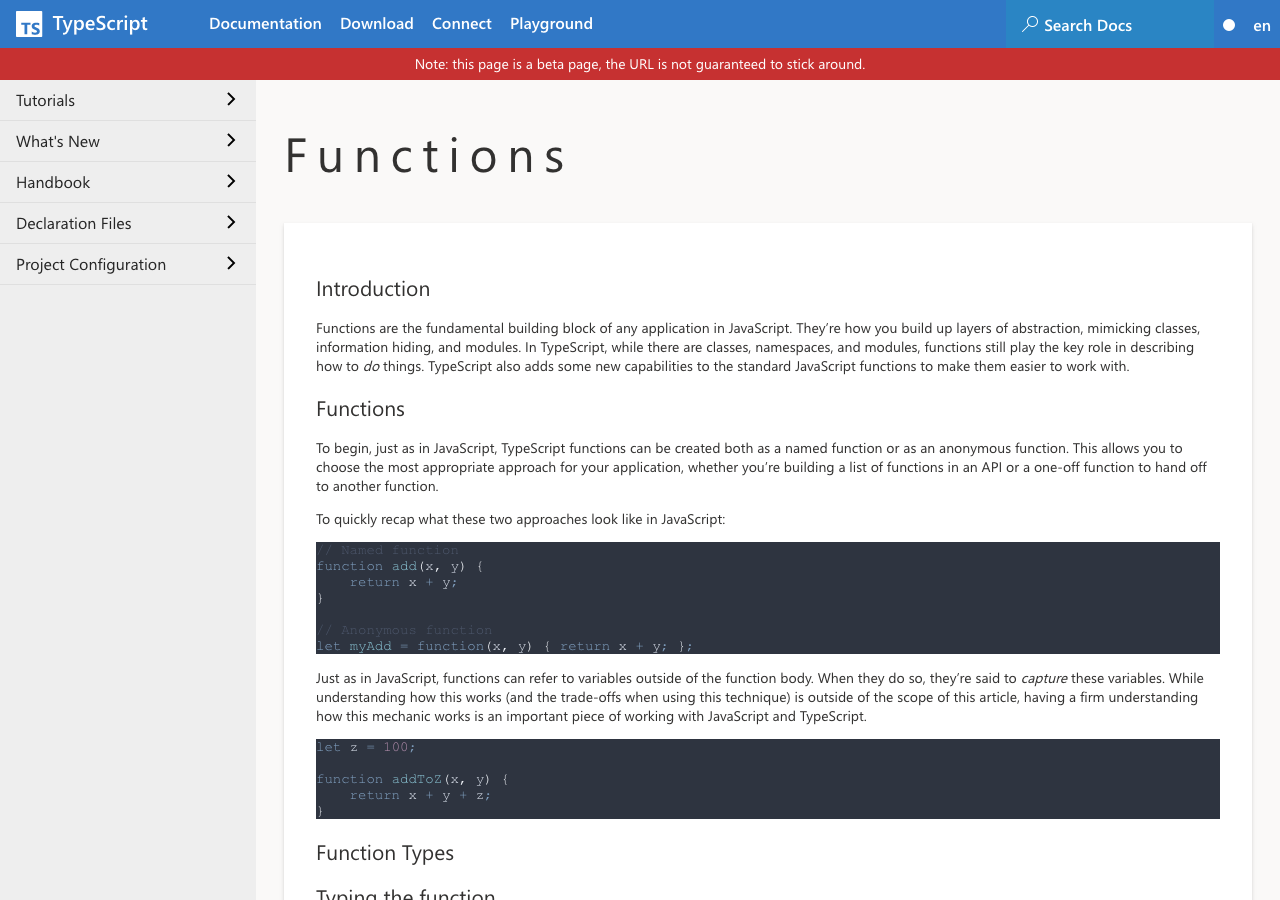 TS TypeScript Documentation Download Connect Playground Search Docs en
Note: this page is a beta page, the URL is not guaranteed to stick around.
Tutorials
What's New
Handbook
Declaration Files
Project Configuration
Functions
Introduction
Functions are the fundamental building block of any application in JavaScript. They’re how you build up layers of abstraction, mimicking classes,
information hiding, and modules. In TypeScript, while there are classes, namespaces, and modules, functions still play the key role in describing
how to do things. TypeScript also adds some new capabilities to the standard JavaScript functions to make them easier to work with.
Functions
To begin, just as in JavaScript, TypeScript functions can be created both as a named function or as an anonymous function. This allows you to
choose the most appropriate approach for your application, whether you’re building a list of functions in an API or a one-off function to hand off
to another function.
To quickly recap what these two approaches look like in JavaScript:
// Named function
function add(x, y) {
    return x + y;
}
// Anonymous function
let myAdd = function(x, y) { return x + y; };
Just as in JavaScript, functions can refer to variables outside of the function body. When they do so, they’re said to capture these variables. While
understanding how this works (and the trade-offs when using this technique) is outside of the scope of this article, having a firm understanding
how this mechanic works is an important piece of working with JavaScript and TypeScript.
let z = 100;
function addToZ(x, y) {
    return x + y + z;
}
Function Types
Typing the function